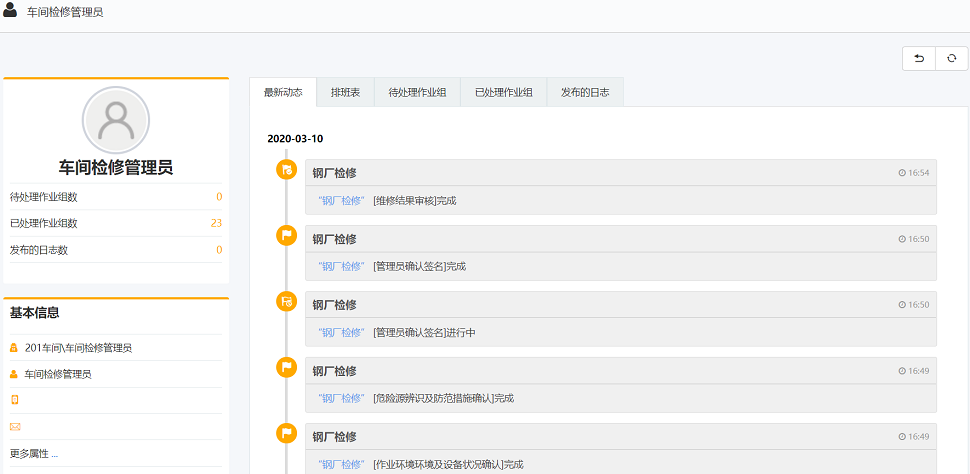 车间检修管理员
最新动态 排班表 待处理作业组 已处理作业组 发布的日志
车间检修管理员
待处理作业组数 0
已处理作业组数 23
发布的日志数 0
基本信息
201车间\车间检修管理员
车间检修管理员
更多属性 ...
2020-03-10
钢厂检修 16:54
“钢厂检修” [维修结果审核]完成
钢厂检修 16:50
“钢厂检修” [管理员确认签名]完成
钢厂检修 16:50
“钢厂检修” [管理员确认签名]进行中
钢厂检修 16:49
“钢厂检修” [危险源辨识及防范措施确认]完成
钢厂检修 16:49
“钢厂检修” [作业环境环境及设备状况确认]完成